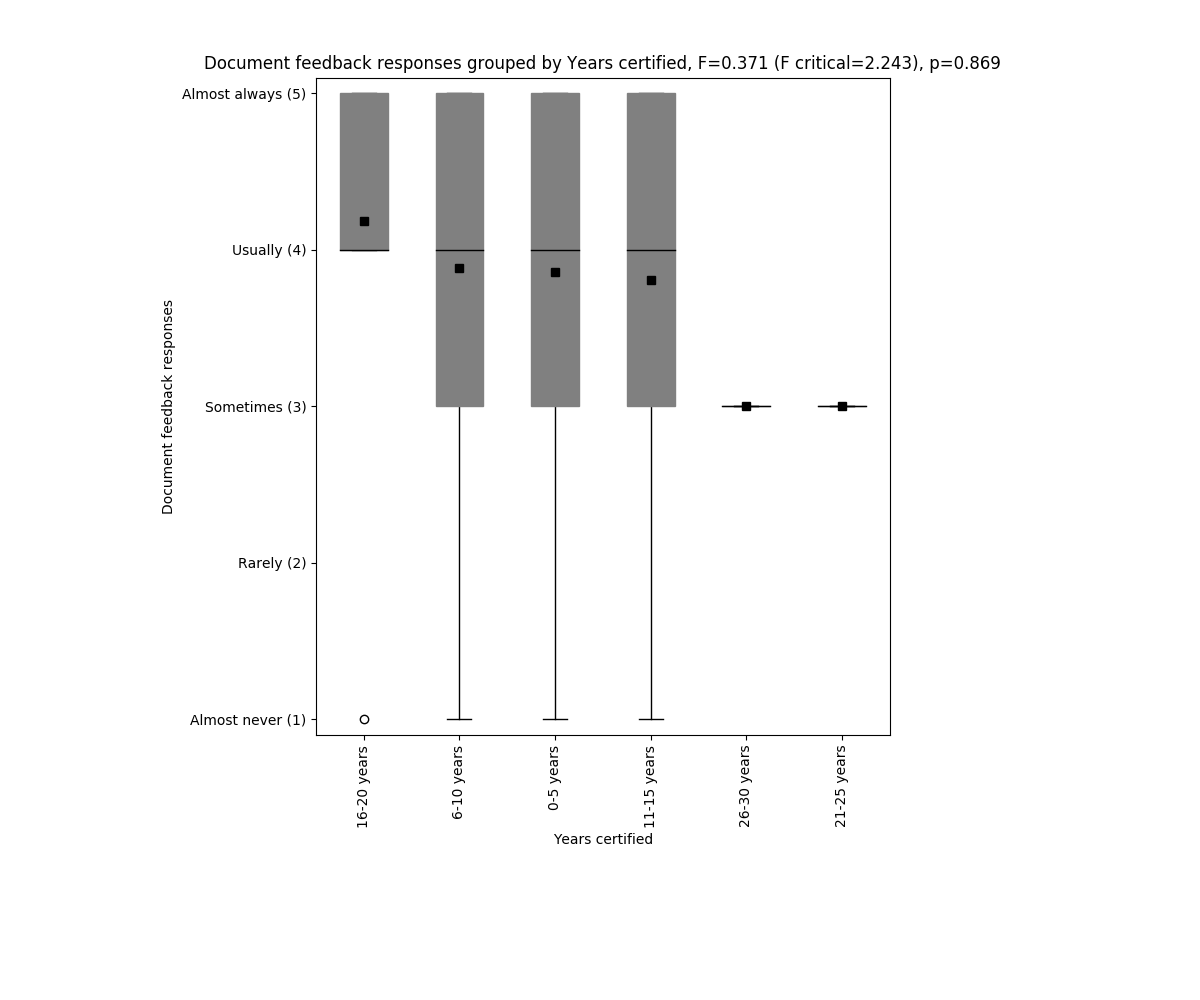 Document feedback responses grouped by Years certified, F=0.371 (F critical=2.243), p=0.869
Almost always (5)
Usually (4)
Sometimes (3)
Rarely (2)
Almost never (1)
Document feedback responses
16-20 years
6-10 years
0-5 years
11-15 years
26-30 years
21-25 years
Years certified